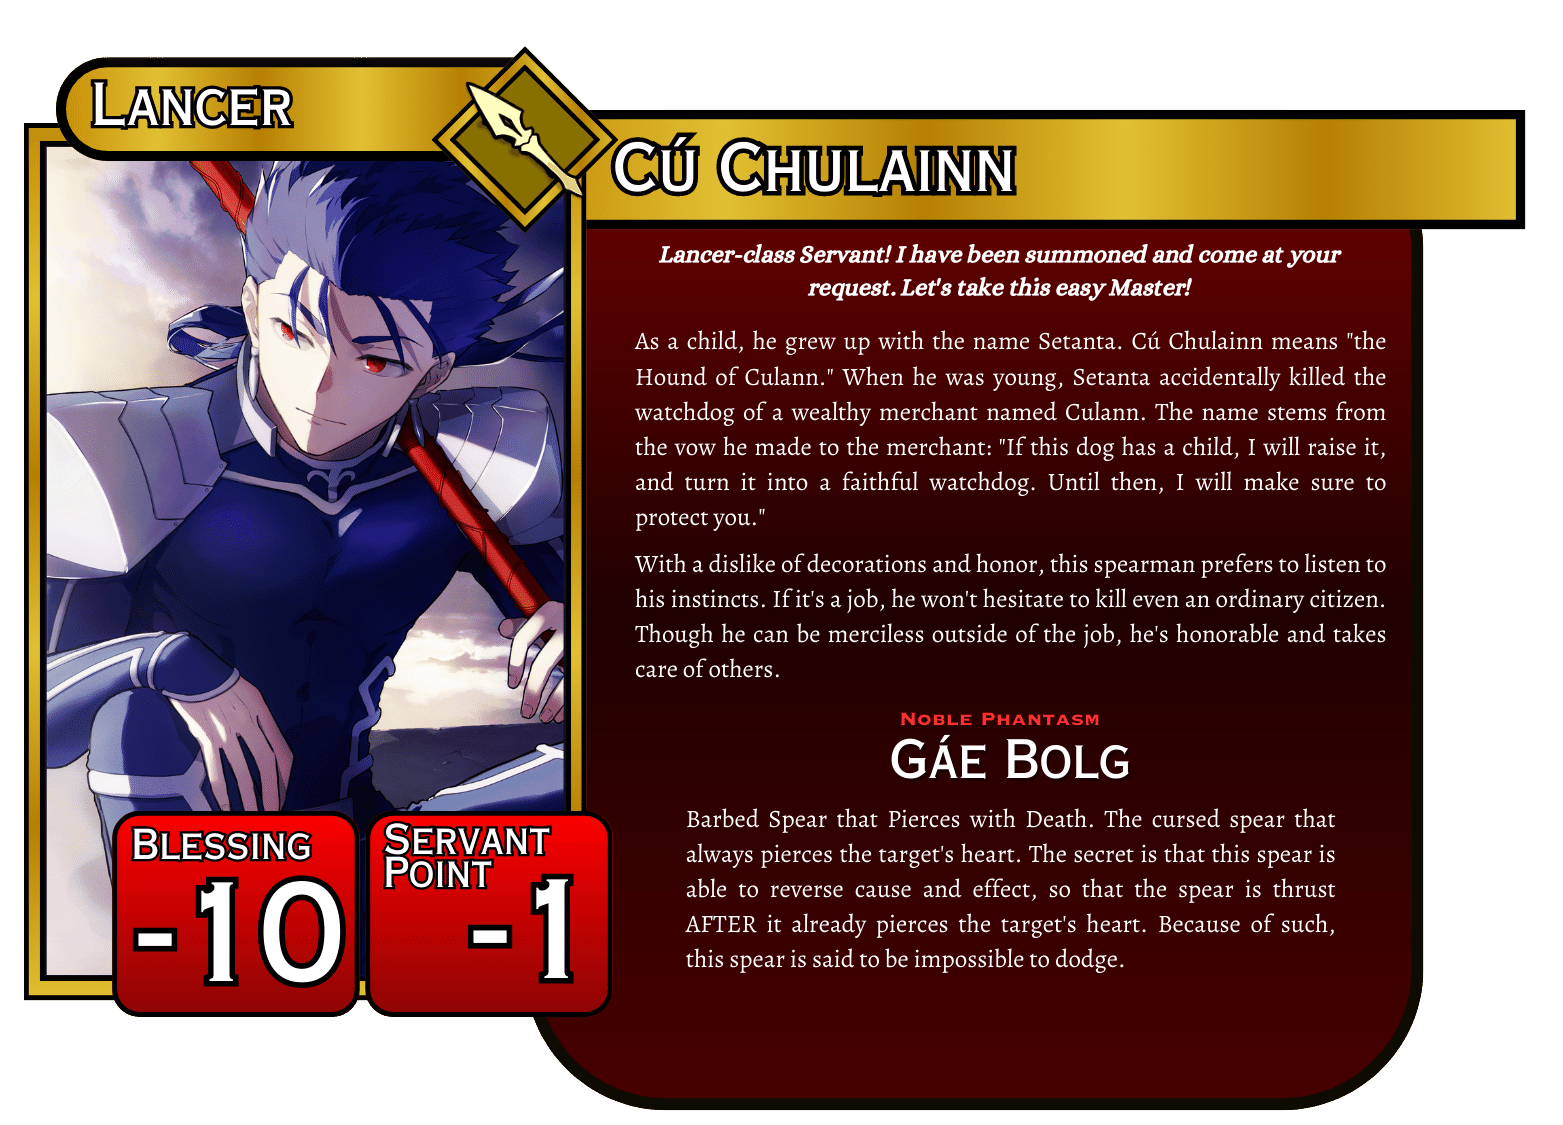 LANCER
CÚ CHULAINN
Lancer-class Servant! I have been summoned and come at your
request. Let's take this easy Master!
As a child, he grew up with the name Setanta. Cú Chulainn means "the
Hound of Culann." When he was young, Setanta accidentally killed the
watchdog of a wealthy merchant named Culann. The name stems from
the vow he made to the merchant: "If this dog has a child, I will raise it,
and turn it into a faithful watchdog. Until then, I will make sure to
protect you."
With a dislike of decorations and honor, this spearman prefers to listen to
his instincts. If it's a job, he won't hesitate to kill even an ordinary citizen.
Though he can be merciless outside of the job, he's honorable and takes
care of others.
NOBLE PHANTASM
GÁE BOLG
Barbed Spear that Pierces with Death. The cursed spear that
always pierces the target's heart. The secret is that this spear is
able to reverse cause and effect, so that the spear is thrust
AFTER it already pierces the target's heart. Because of such,
this spear is said to be impossible to dodge.
BLESSING
-10
SERVANT
POINT
-1